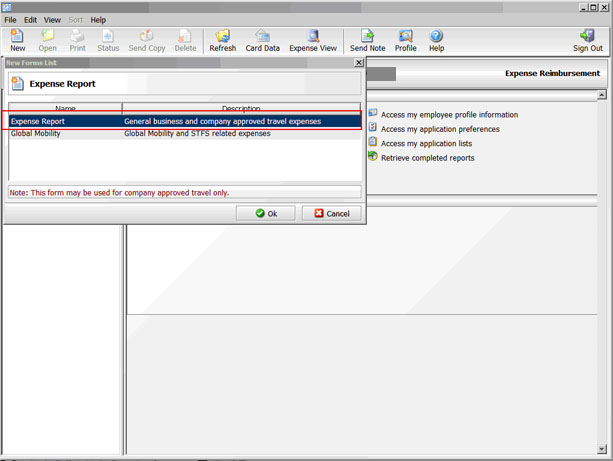 File Edit View Sort Help
New Open Print Status Send Copy Delete Refresh Card Data Expense View Send Note Profile Help Sign Out
New Forms List
Expense Reimbursement
Expense Report
Name Description
Expense Report General business and company approved travel expenses
Global Mobility Global Mobility and STFS related expenses
Note: This form may be used for company approved travel only.
Ok Cancel
Access my employee profile information
Access my application preferences
Access my application lists
Retrieve completed reports